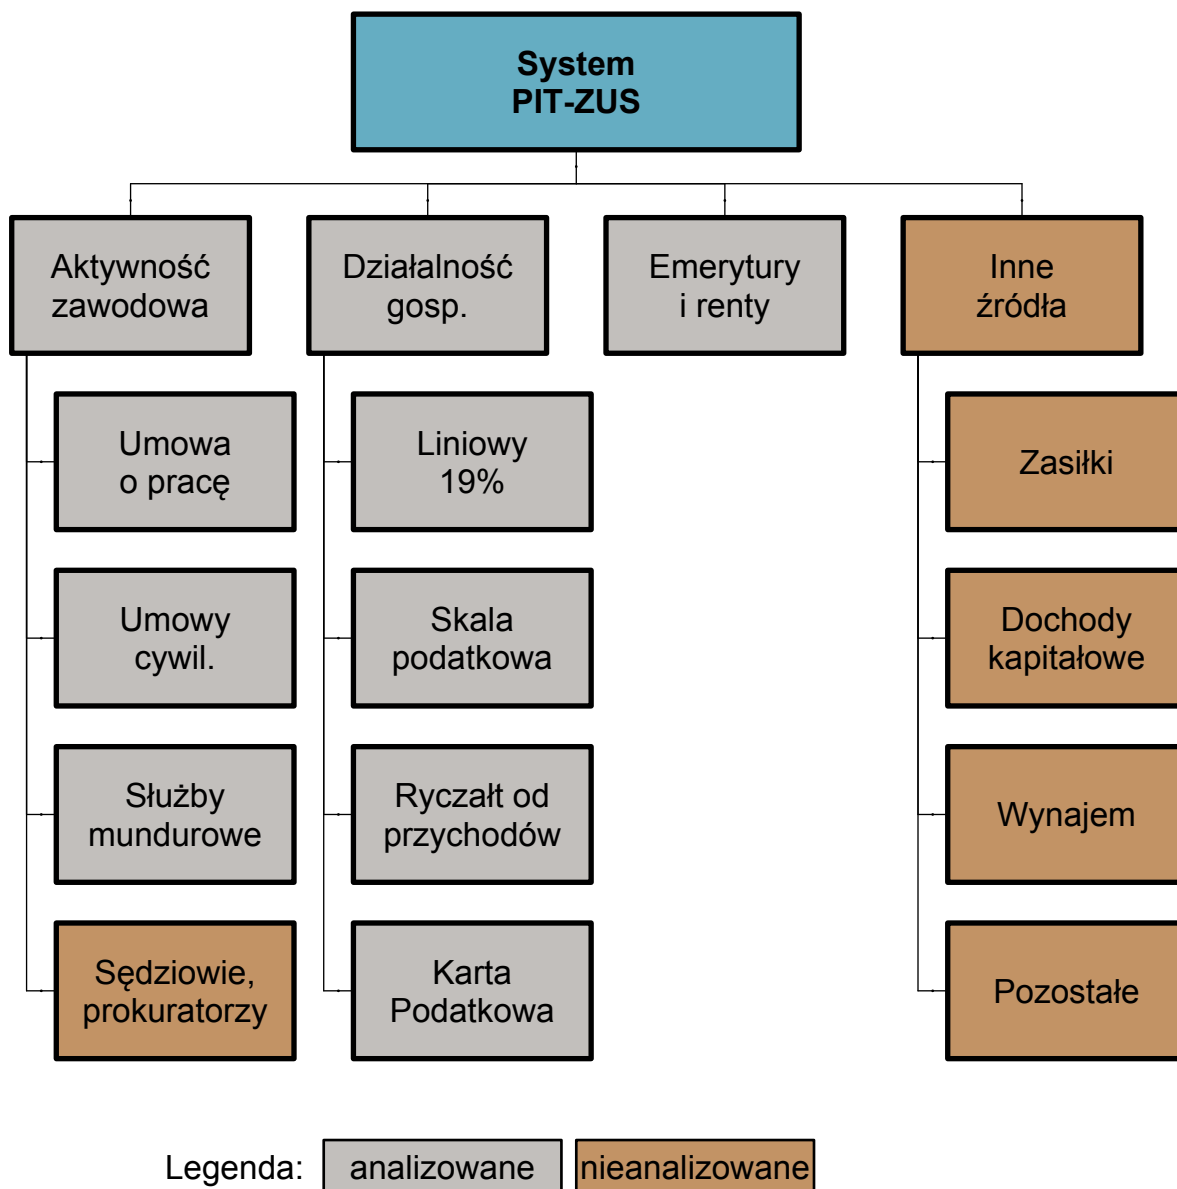 System
PIT-ZUS
Aktywność
zawodowa
Działalność
gosp.
Emerytury
i renty
Inne
źródła
Umowa
o pracę
Liniowy
19%
Zasiłki
Umowy
cywil.
Skala
podatkowa
Dochody
kapitałowe
Służby
mundurowe
Ryczałt od
przychodów
Wynajem
Sędziowie,
prokuratorzy
Karta
Podatkowa
Pozostałe
Legenda: analizowane nieanalizowane